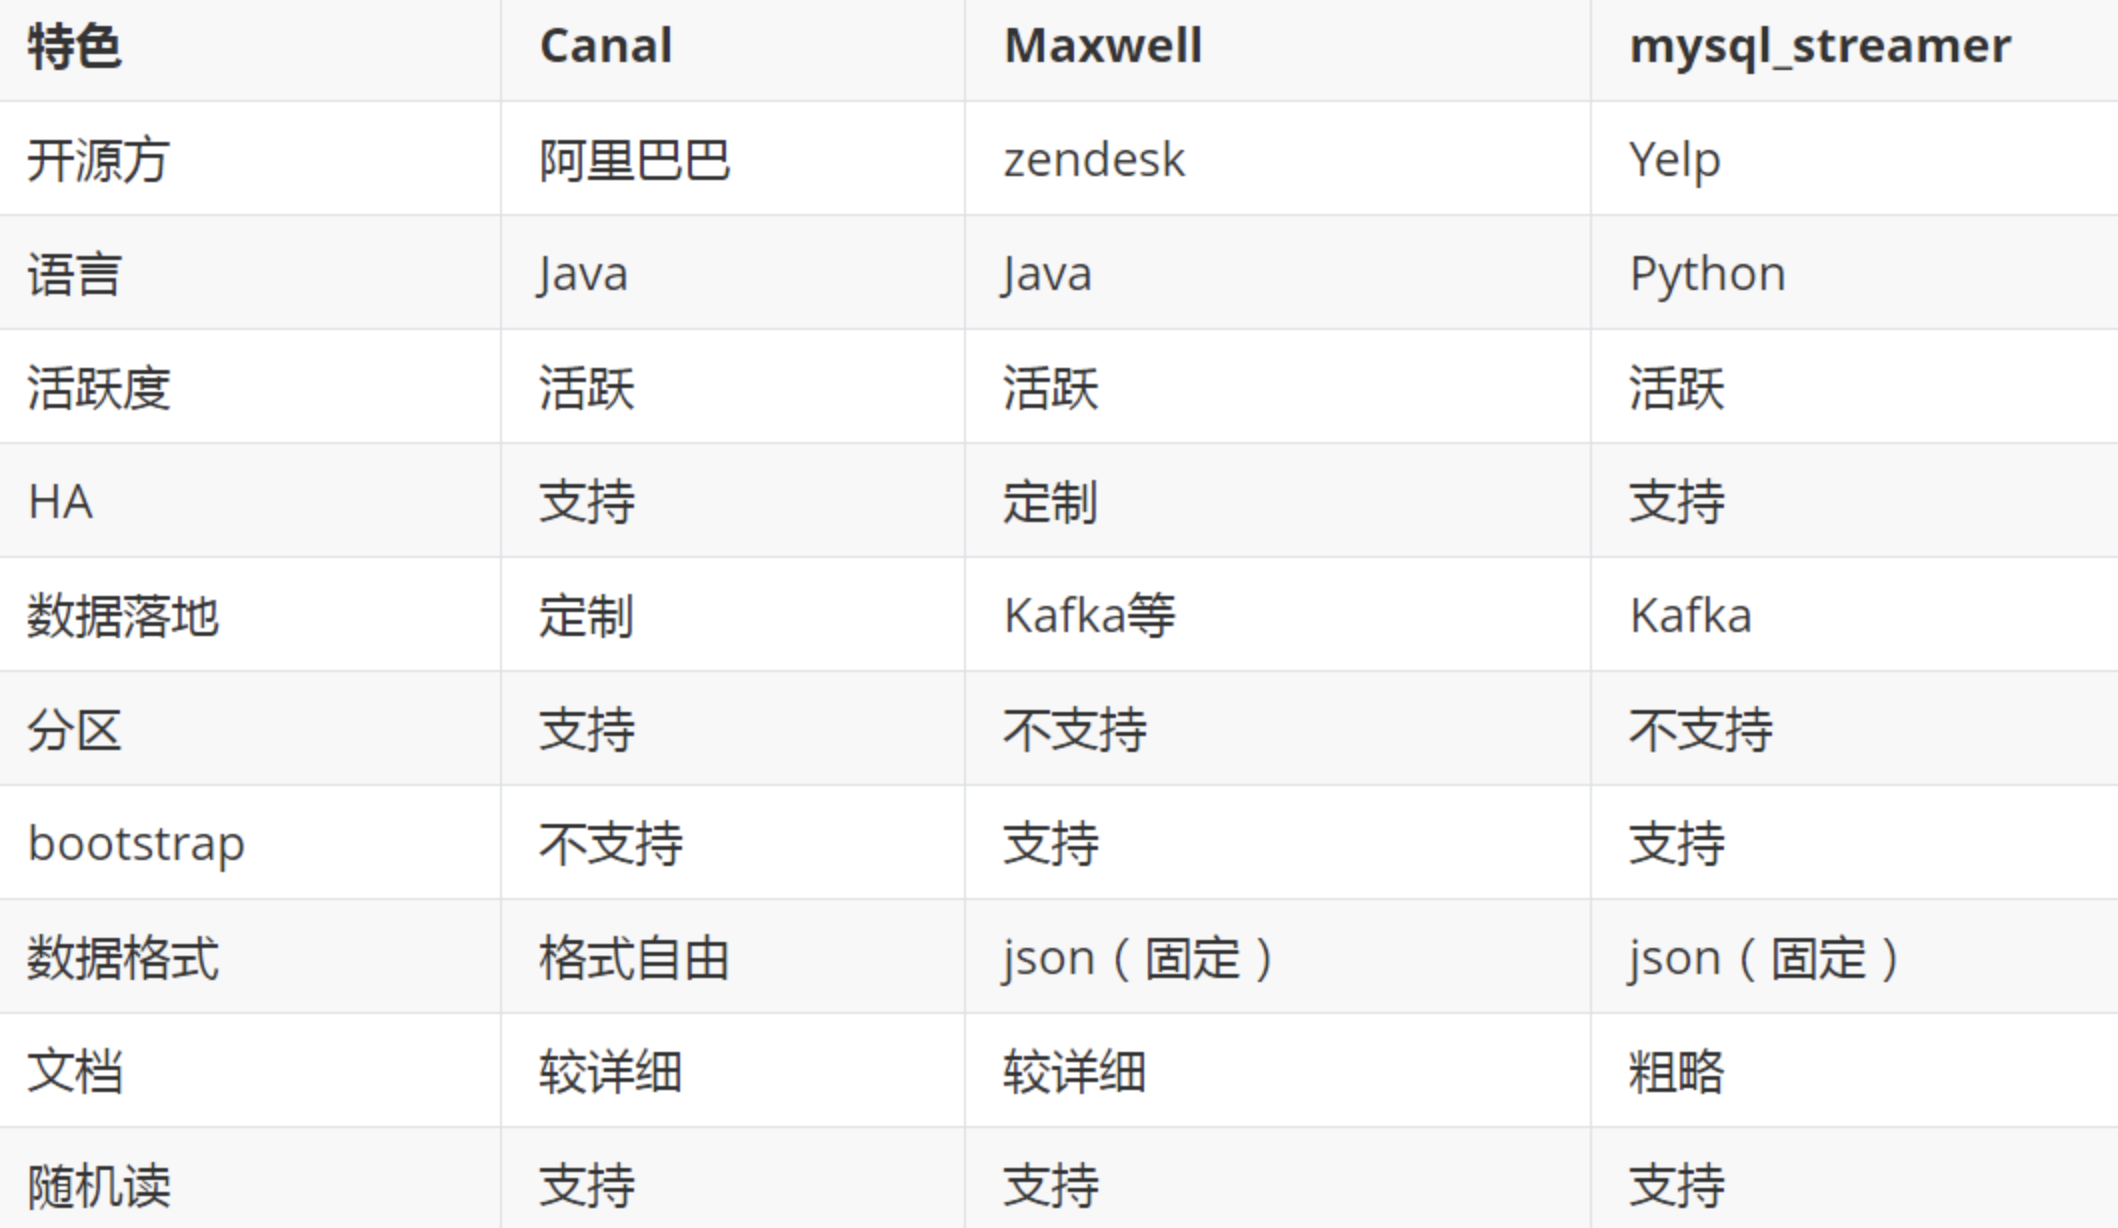 特色 Canal Maxwell mysql_streamer
开源方 阿里巴巴 zendesk Yelp
语言 Java Java Python
活跃度 活跃 活跃 活跃
HA 支持 定制 支持
数据落地 定制 Kafka等 Kafka
分区 支持 不支持 不支持
bootstrap 不支持 支持 支持
数据格式 格式自由 json（固定） json（固定）
文档 较详细 较详细 粗略
随机读 支持 支持 支持